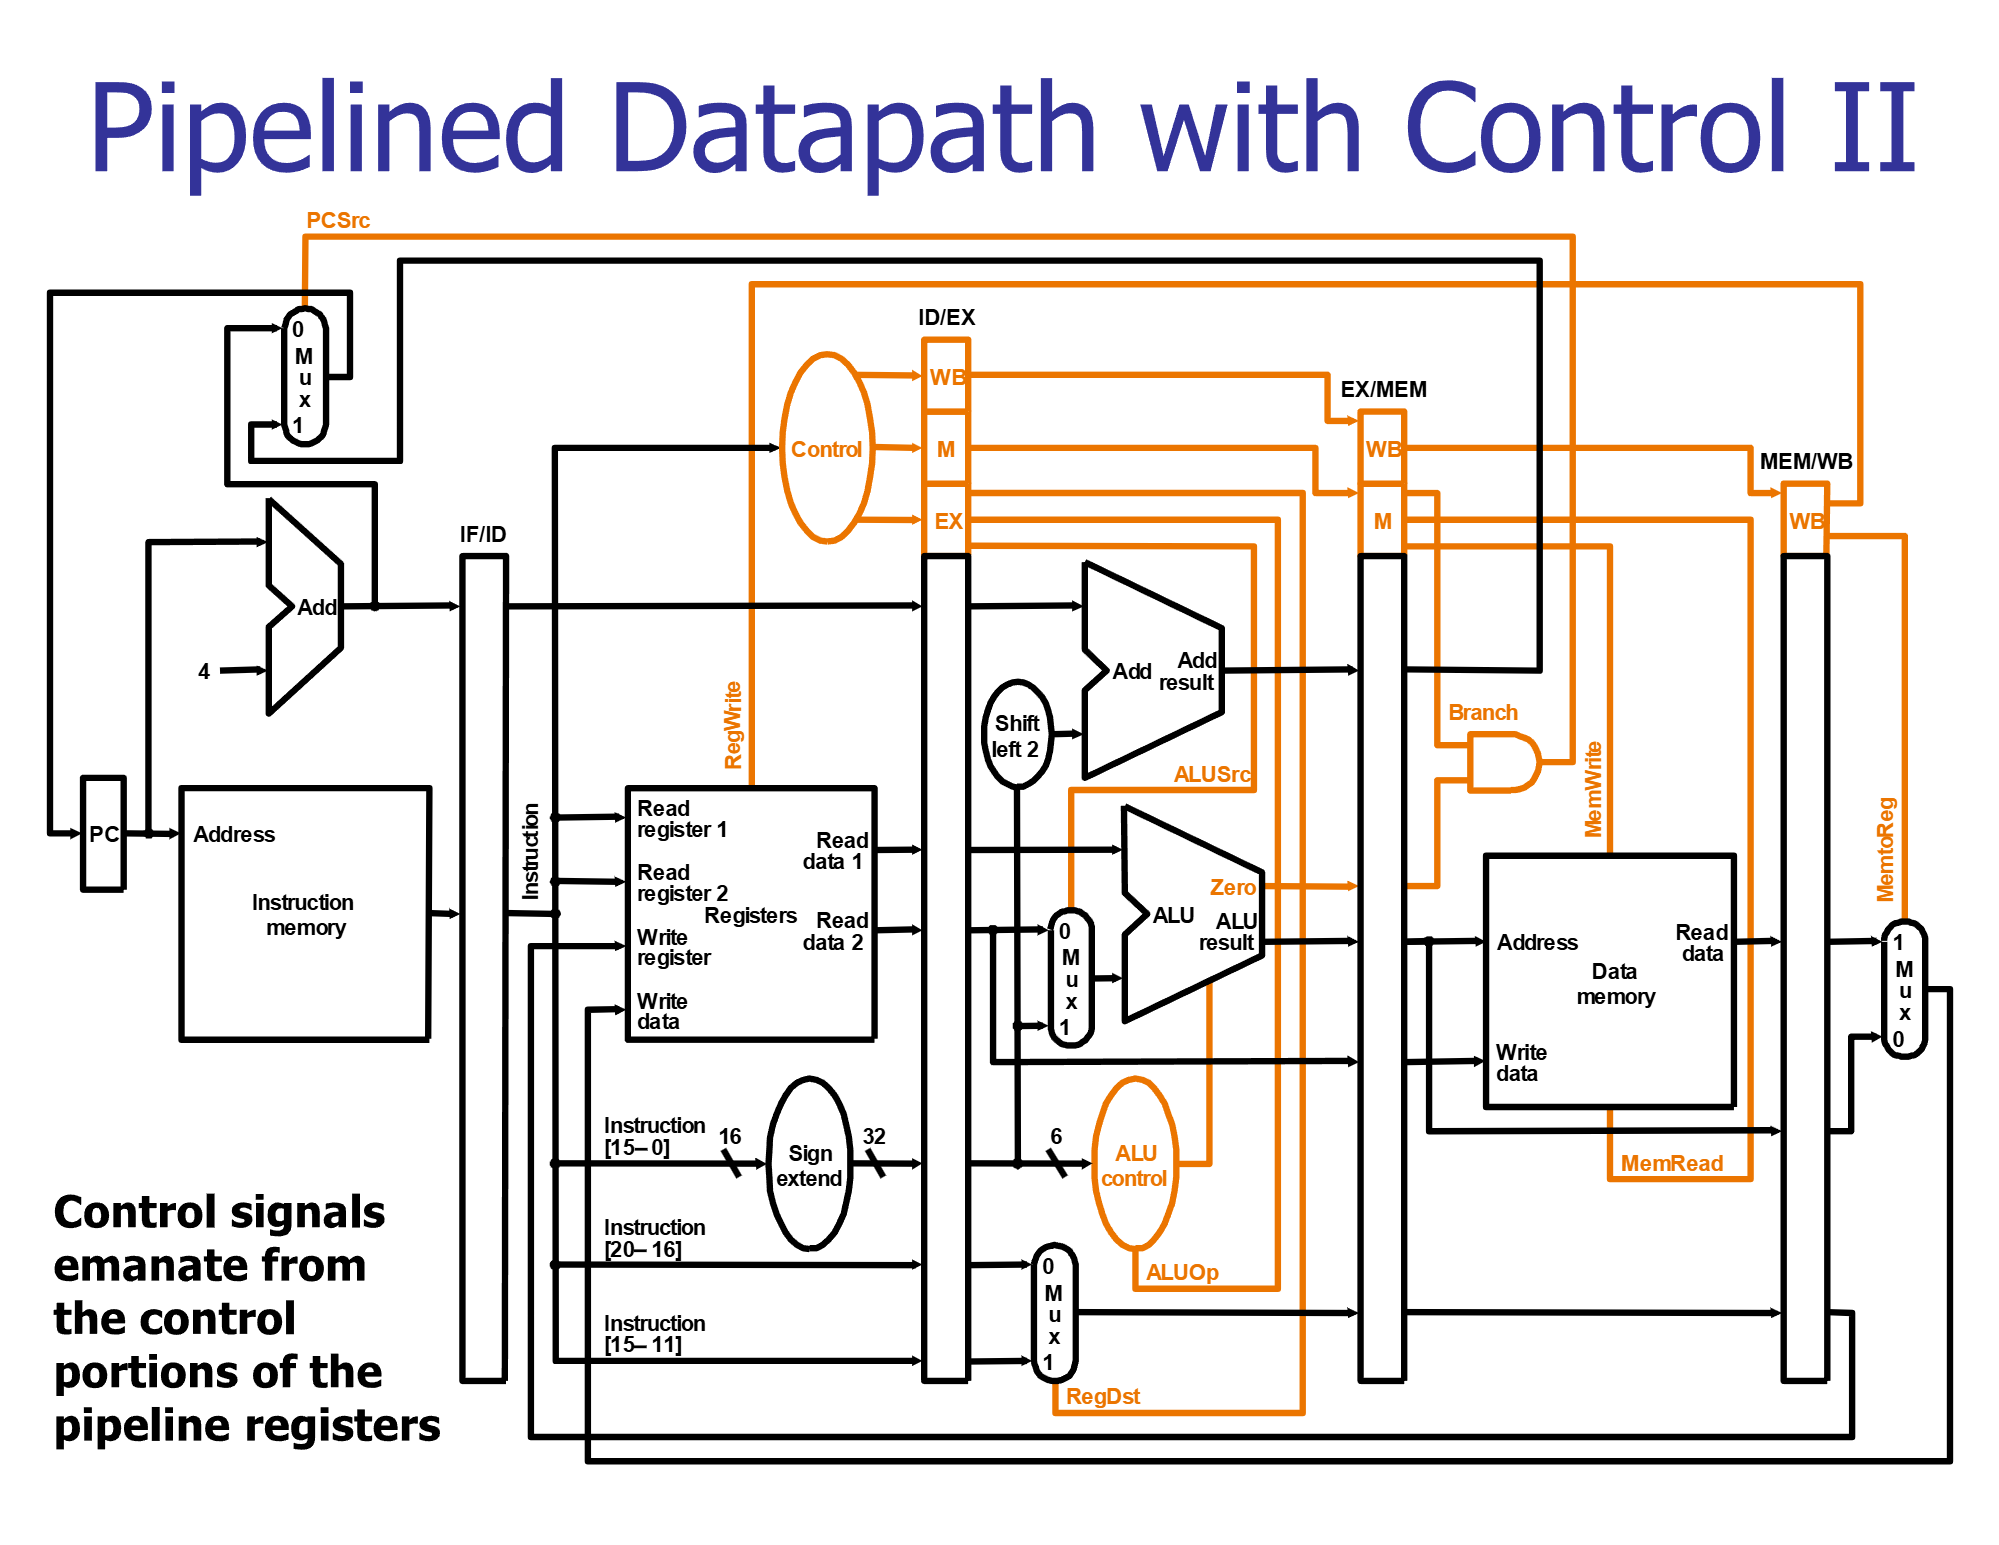 Pipelined Datapath with Control II
PCSrc
0
M
u
x
1
ID/EX
WB
M
EX
Control
EX/MEM
WB
M
MEM/WB
WB
IF/ID
Add
4
RegWrite
Shift
left 2
Add
Add
result
Branch
ALUSrc
MemWrite
MemtoReg
PC
Address
Instruction
memory
Instruction
Read
register 1
Read
register 2
Registers
Write
register
Write
data
Read
data 1
Read
data 2
0
M
u
x
1
Zero
ALU
ALU
result
Address
Read
data
Data
memory
Write
data
1
M
u
x
0
Instruction
[15– 0]
16
Sign
extend
32
6
ALU
control
MemRead
Instruction
[20– 16]
ALUOp
0
M
u
x
1
Instruction
[15– 11]
RegDst
Control signals
emanate from
the control
portions of the
pipeline registers